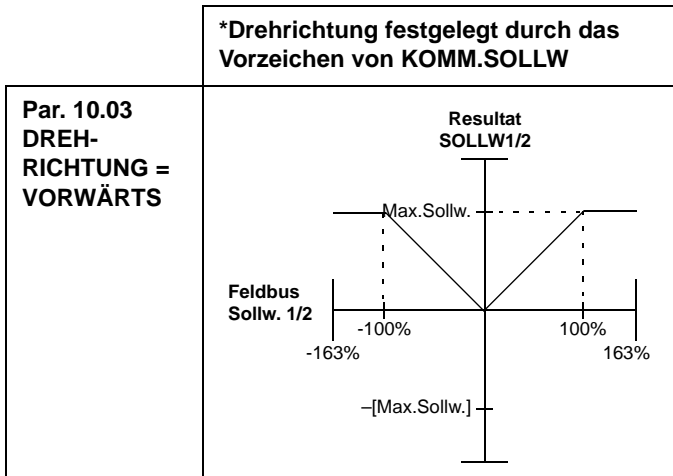 *Drehrichtung festgelegt durch das
Vorzeichen von KOMM.SOLLW
Par. 10.03
DREH-
RICHTUNG =
VORWÄRTS
Resultat
SOLLW1/2
Max.Sollw.
Feldbus
Sollw. 1/2
-100%
100%
-163%
163%
–[Max.Sollw.]